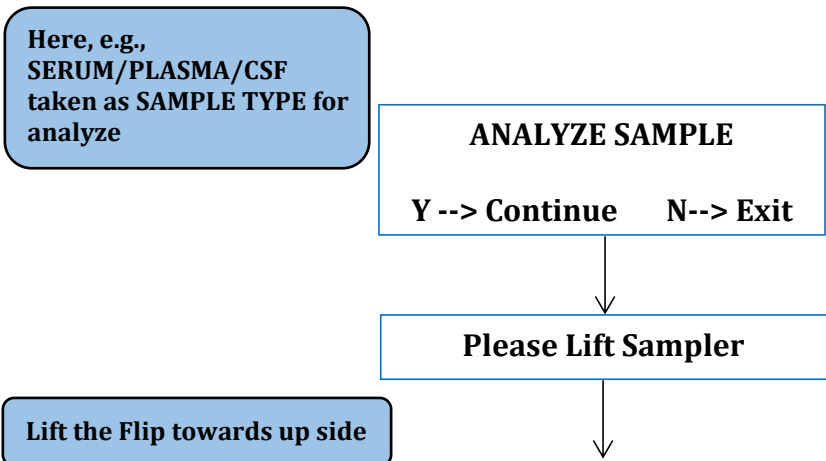 Here, e.g.,
SERUM/PLASMA/CSF
taken as SAMPLE TYPE for
analyze
ANALYZE SAMPLE
Y --> Continue N--> Exit
Please Lift Sampler
Lift the Flip towards up side